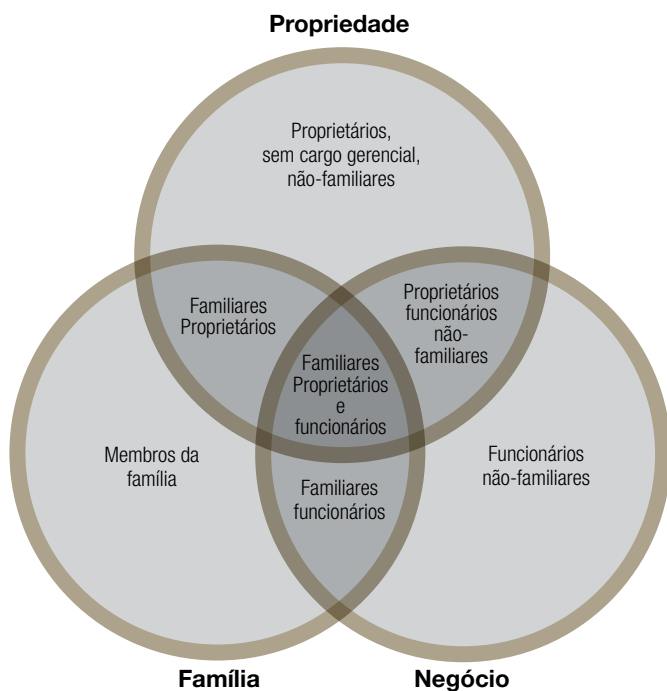 Propriedade
Proprietários,
sem cargo gerencial,
não-familiares
Familiares
Proprietários
Proprietários
funcionários
não-
familiares
Familiares
Proprietários
e
funcionários
Membros da
família
Funcionários
não-familiares
Familiares
funcionários
Família
Negócio